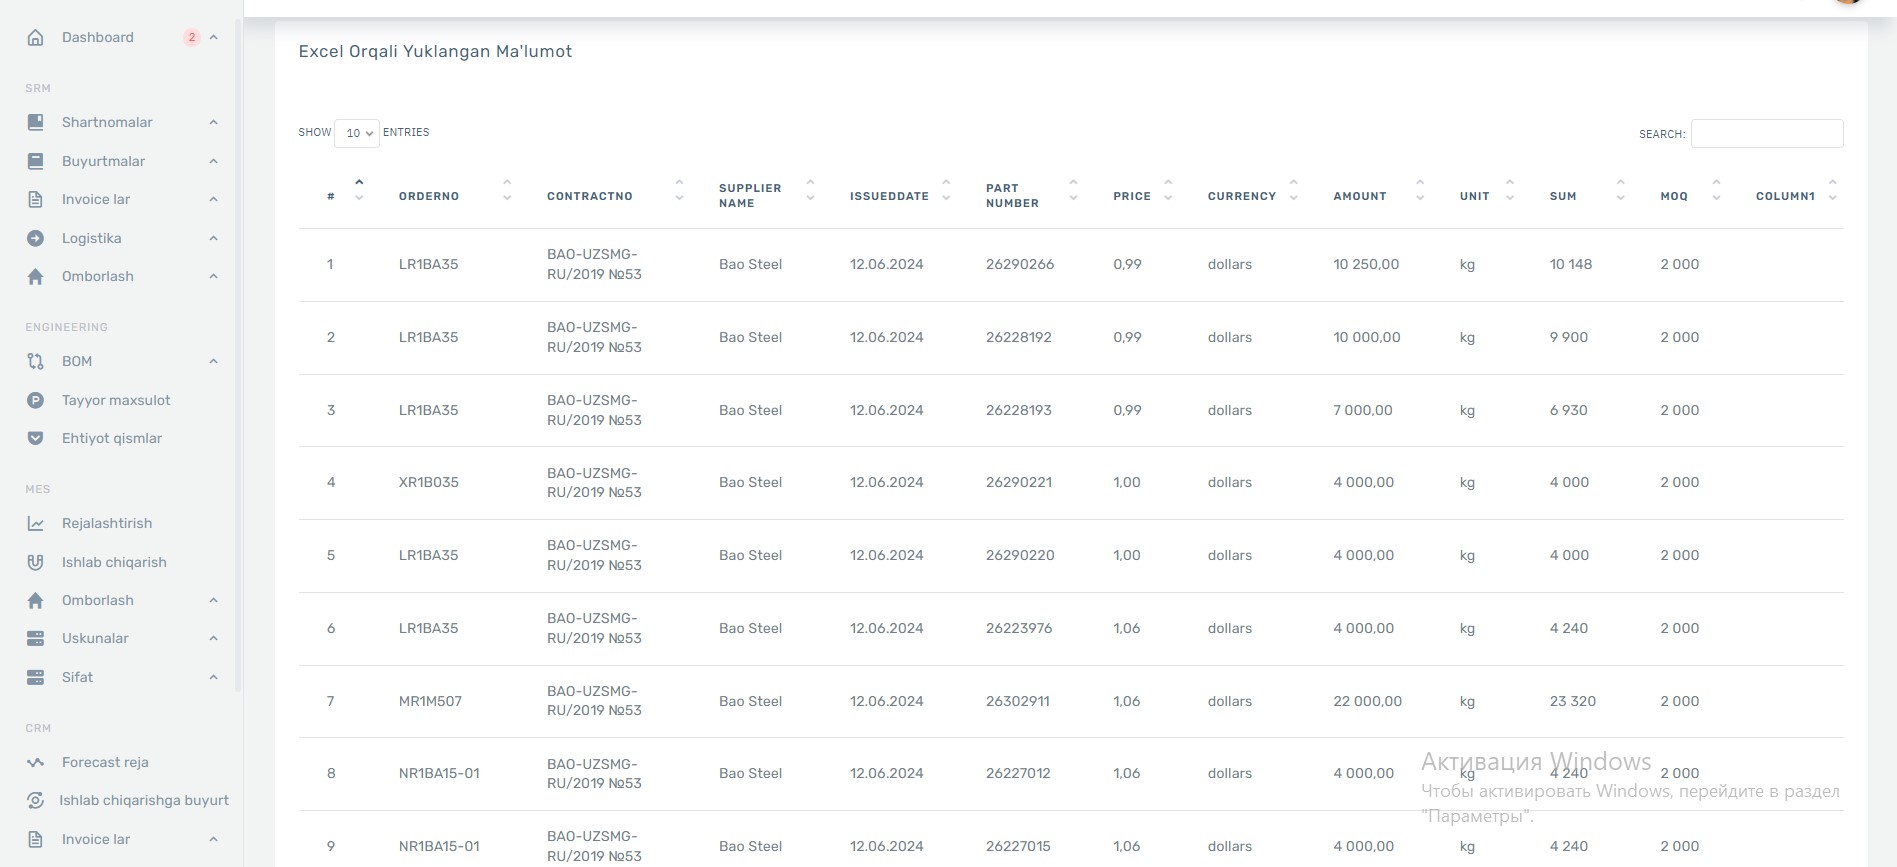 Dashboard 2
SRM
Shartnomalar
Buyurtmalar
Invoice lar
Logistika
Omborlash
ENGINEERING
BOM
Tayyor maxsulot
Ehtiyot qismlar
MES
Rejalashtirish
Ishlab chiqarish
Omborlash
Uskunalar
Sifat
CRM
Forecast reja
Ishlab chiqarishga buyurt
Invoice lar
Excel Orqali Yuklangan Ma'lumot
SHOW 10 ENTRIES
SEARCH:
# ORDERNO CONTRACTNO SUPPLIER NAME ISSUEDDATE PART NUMBER PRICE CURRENCY AMOUNT UNIT SUM MOQ COLUMN1
1 LR1BA35 BAO-UZSMG-RU/2019 №53 Bao Steel 12.06.2024 26290266 0,99 dollars 10 250,00 kg 10 148 2 000
2 LR1BA35 BAO-UZSMG-RU/2019 №53 Bao Steel 12.06.2024 26228192 0,99 dollars 10 000,00 kg 9 900 2 000
3 LR1BA35 BAO-UZSMG-RU/2019 №53 Bao Steel 12.06.2024 26228193 0,99 dollars 7 000,00 kg 6 930 2 000
4 XR1B035 BAO-UZSMG-RU/2019 №53 Bao Steel 12.06.2024 26290221 1,00 dollars 4 000,00 kg 4 000 2 000
5 LR1BA35 BAO-UZSMG-RU/2019 №53 Bao Steel 12.06.2024 26290220 1,00 dollars 4 000,00 kg 4 000 2 000
6 LR1BA35 BAO-UZSMG-RU/2019 №53 Bao Steel 12.06.2024 26223976 1,06 dollars 4 000,00 kg 4 240 2 000
7 MR1M507 BAO-UZSMG-RU/2019 №53 Bao Steel 12.06.2024 26302911 1,06 dollars 22 000,00 kg 23 320 2 000
8 NR1BA15-01 BAO-UZSMG-RU/2019 №53 Bao Steel 12.06.2024 26227012 1,06 dollars 4 000,00 kg 4 240 2 000
9 NR1BA15-01 BAO-UZSMG-RU/2019 №53 Bao Steel 12.06.2024 26227015 1,06 dollars 4 000,00 kg 4 240 2 000
Активация Windows
Чтобы активировать Windows, перейдите в раздел
"Параметры".